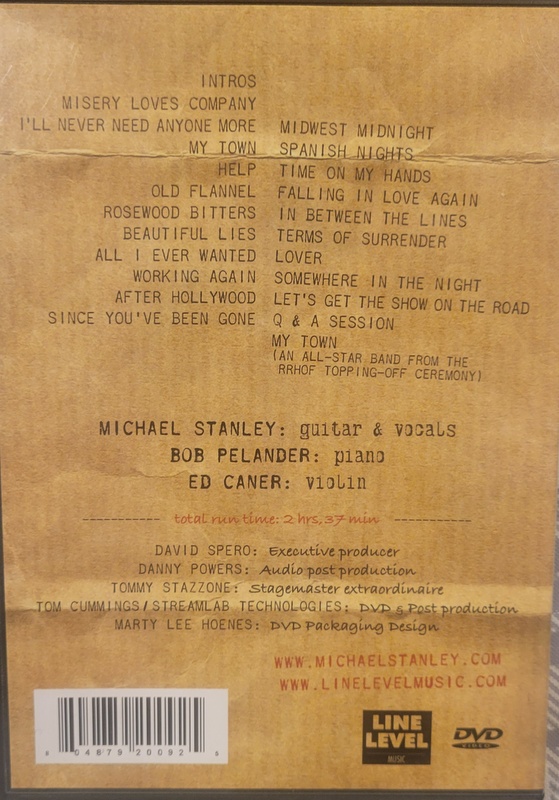 INTROS
MISERY LOVES COMPANY
I'LL NEVER NEED ANYONE MORE
MY TOWN
HELP
OLD FLANNEL
ROSEWOOD BITTERS
BEAUTIFUL LIES
ALL I EVER WANTED
WORKING AGAIN
AFTER HOLLYWOOD
SINCE YOU'VE BEEN GONE
MIDWEST MIDNIGHT
SPANISH NIGHTS
TIME ON MY HANDS
FALLING IN LOVE AGAIN
IN BETWEEN THE LINES
TERMS OF SURRENDER
LOVER
SOMEWHERE IN THE NIGHT
LET'S GET THE SHOW ON THE ROAD
Q & A SESSION
MY TOWN
(AN ALL-STAR BAND FROM THE
RRHOF TOPPING-OFF CEREMONY)
MICHAEL STANLEY: guitar & vocals
BOB PELANDER: piano
ED CANER: violin
total run time: 2 hrs, 37 min
DAVID SPERO: Executive producer
DANNY POWERS: Audio post production
TOMMY STAZZONE: Stagemaster extraordinaire
TOM CUMMINGS/STREAMLAB TECHNOLOGIES: DVD & Post production
MARTY LEE HOENES: DVD Packaging Design
WWW.MICHAELSTANLEY.COM
WWW.LINELEVELMUSIC.COM
LINE
LEVEL
MUSIC
DVD
VIDEO
04879 20092 6